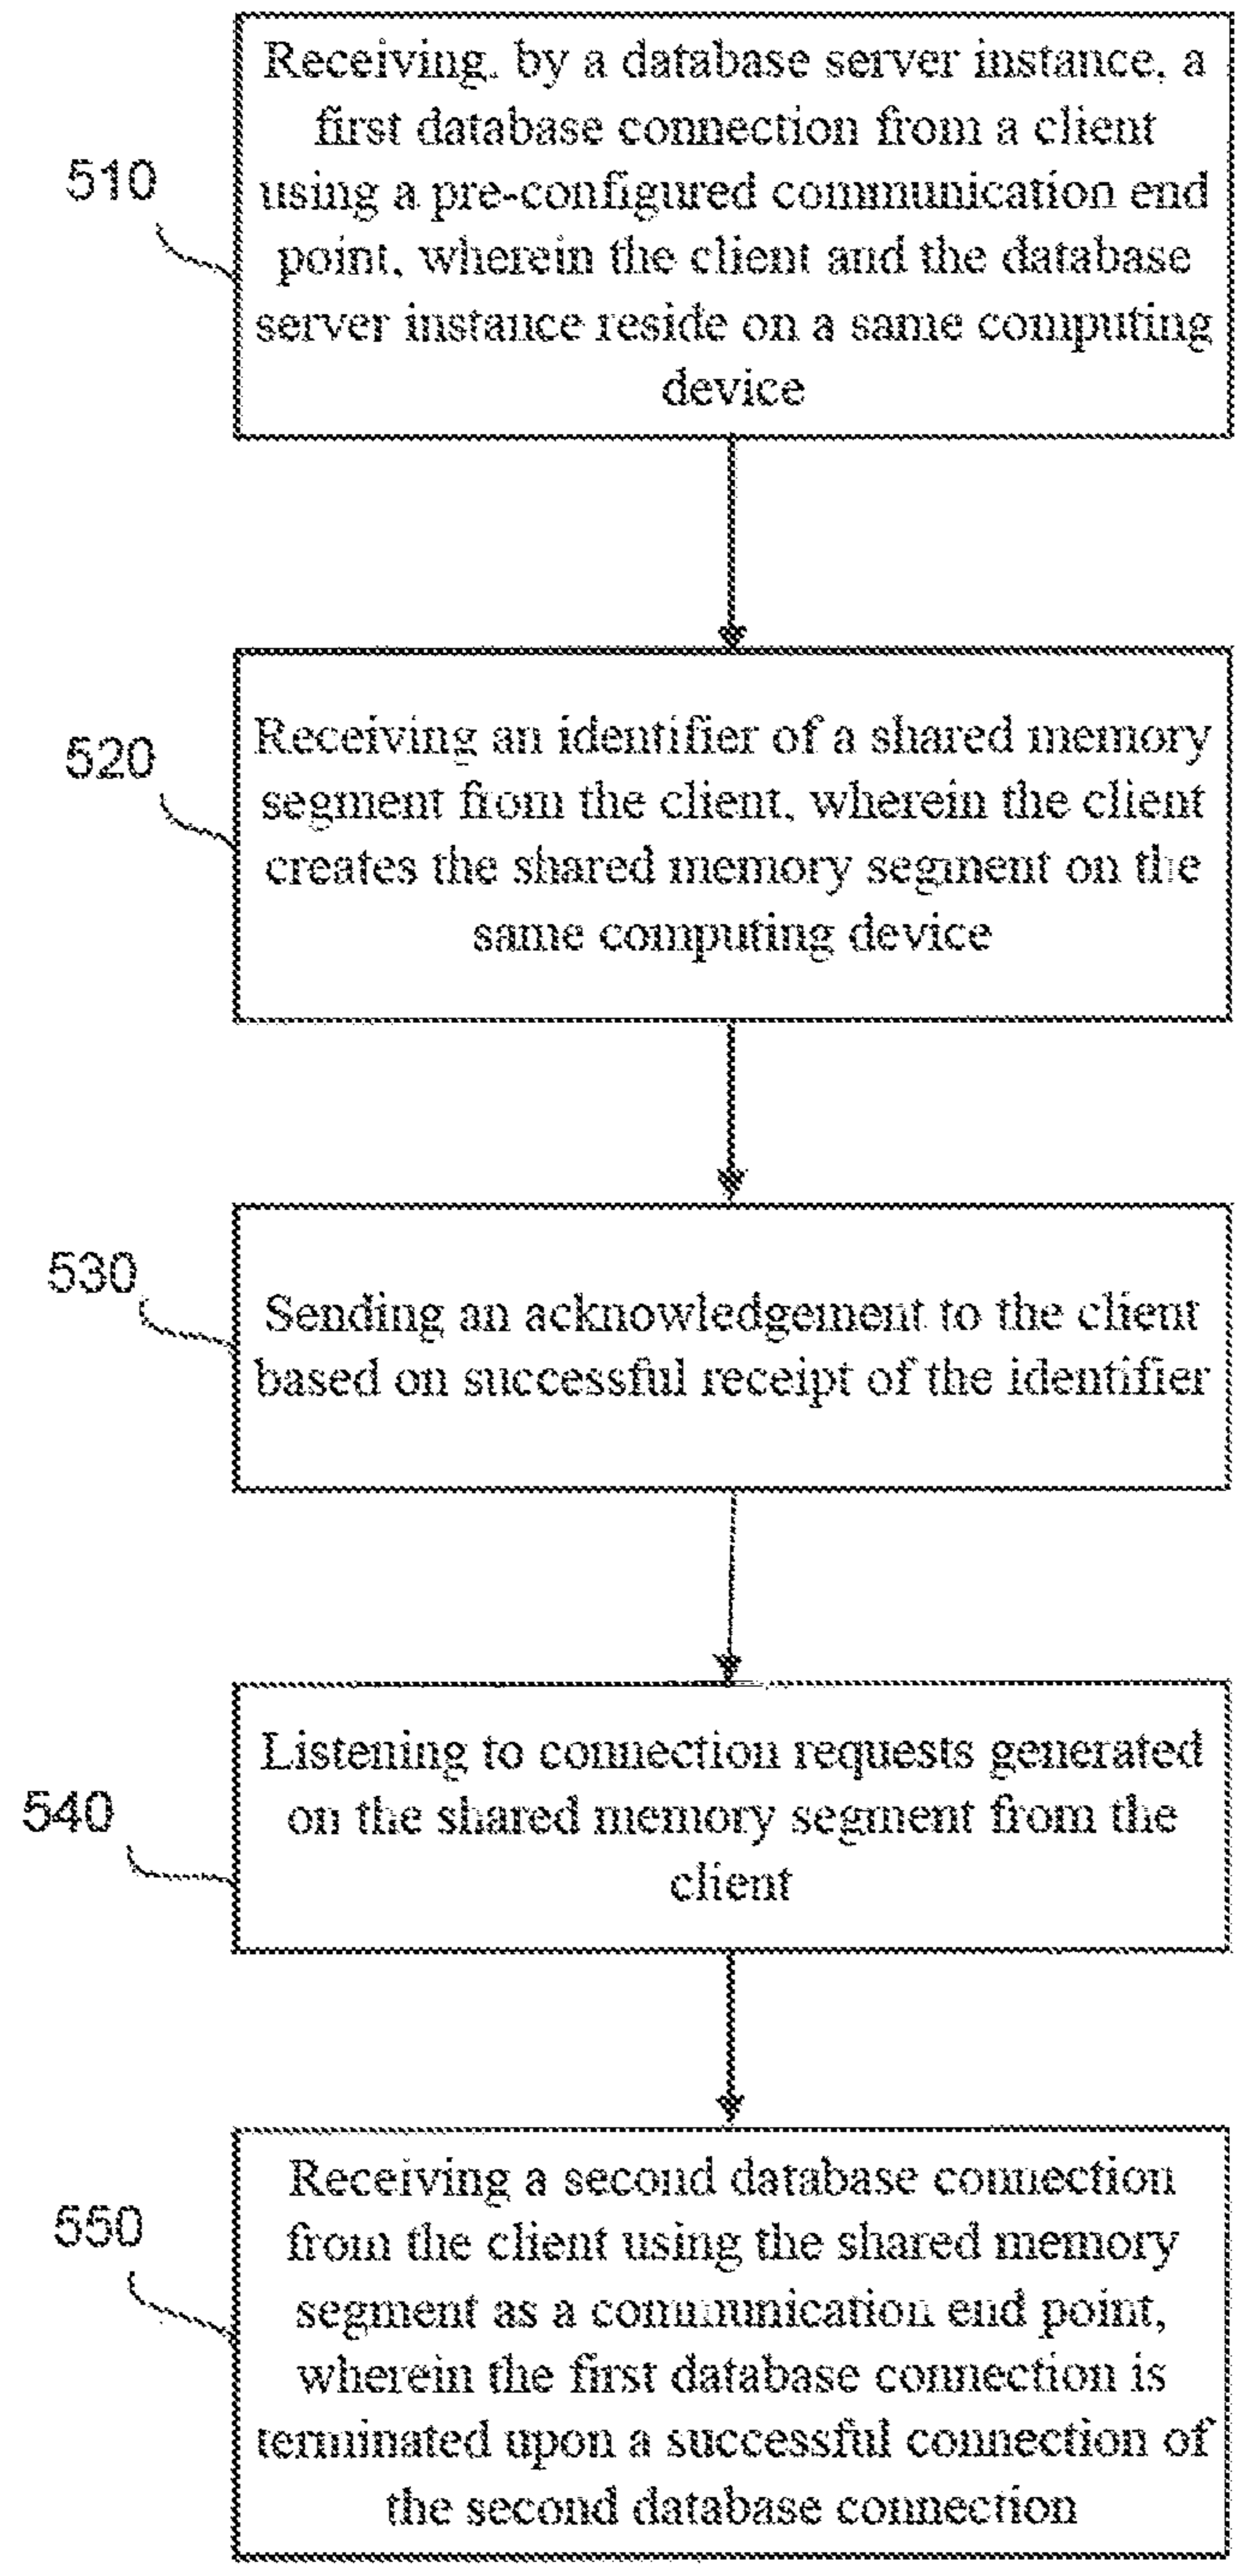 Receiving, by a database server instance, a
first database connection from a client
510
using a pre-configured communication end
point, wherein the client and the database
server instance reside on a same computing
device
520
Receiving an identifier of a shared memory
segment from the client, wherein the client
creates the shared memory segment on the
same computing device
530
Sending an acknowledgement to the client
based on successful receipt of the identifier
540
Listening to connection requests generated
on the shared memory segment from the
client
550
Receiving a second database connection
from the client using the shared memory
segment as a communication end point,
wherein the first database connection is
terminated upon a successful connection of
the second database connection